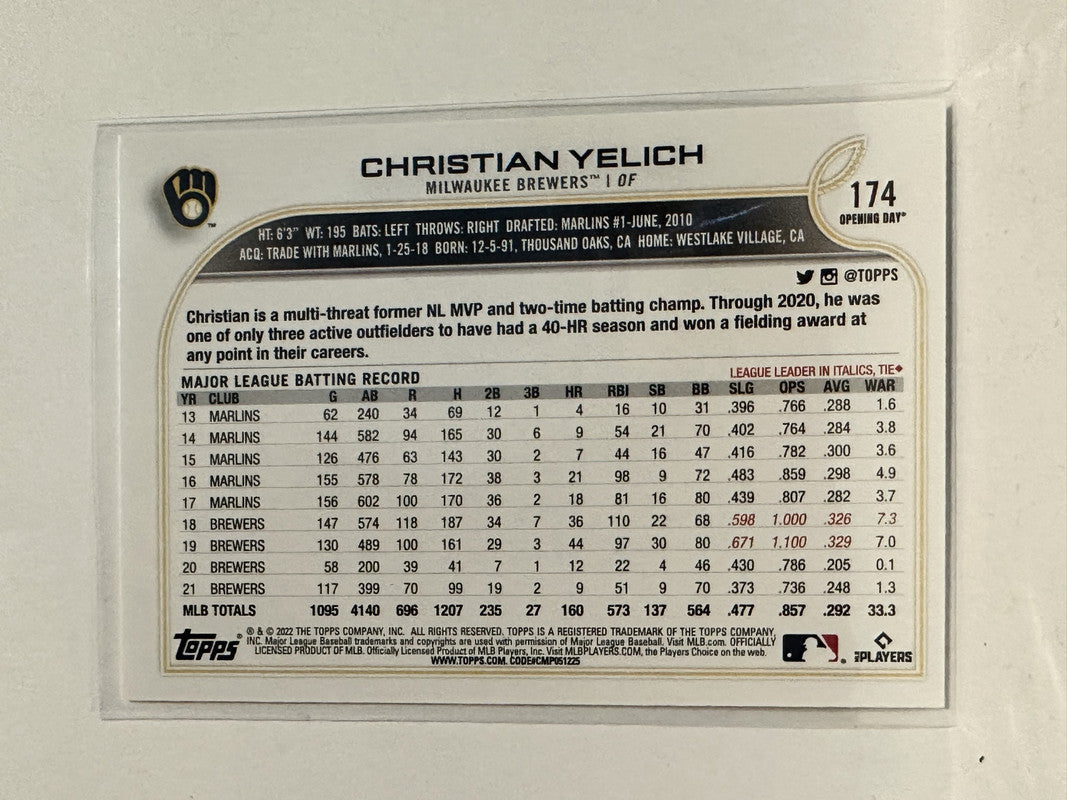 CHRISTIAN YELICH
MILWAUKEE BREWERS™ | OF
174
OPENING DAY®
HT: 6'3" WT: 195 BATS: LEFT THROWS: RIGHT DRAFTED: MARLINS #1-JUNE, 2010
ACQ: TRADE WITH MARLINS, 1-25-18 BORN: 12-5-91, THOUSAND OAKS, CA HOME: WESTLAKE VILLAGE, CA
@TOPPS
Christian is a multi-threat former NL MVP and two-time batting champ. Through 2020, he was
one of only three active outfielders to have had a 40-HR season and won a fielding award at
any point in their careers.
MAJOR LEAGUE BATTING RECORD LEAGUE LEADER IN ITALICS, TIE◆
YR CLUB G AB R H 2B 3B HR RBI SB BB SLG OPS AVG WAR
13 MARLINS 62 240 34 69 12 1 4 16 10 31 .396 .766 .288 1.6
14 MARLINS 144 582 94 165 30 6 9 54 21 70 .402 .764 .284 3.8
15 MARLINS 126 476 63 143 30 2 7 44 16 47 .416 .782 .300 3.6
16 MARLINS 155 578 78 172 38 3 21 98 9 72 .483 .859 .298 4.9
17 MARLINS 156 602 100 170 36 2 18 81 16 80 .439 .807 .282 3.7
18 BREWERS 147 574 118 187 34 7 36 110 22 68 .598 1.000 .326 7.3
19 BREWERS 130 489 100 161 29 3 44 97 30 80 .671 1.100 .329 7.0
20 BREWERS 58 200 39 41 7 1 12 22 4 46 .430 .786 .205 0.1
21 BREWERS 117 399 70 99 19 2 9 51 9 70 .373 .736 .248 1.3
MLB TOTALS 1095 4140 696 1207 235 27 160 573 137 564 .477 .857 .292 33.3
Topps®
® & © 2022 THE TOPPS COMPANY, INC. ALL RIGHTS RESERVED. TOPPS IS A REGISTERED TRADEMARK OF THE TOPPS COMPANY,
INC. Major League Baseball trademarks and copyrights are used with permission of Major League Baseball. Visit MLB.com. OFFICIALLY
LICENSED PRODUCT OF MLB. Officially Licensed Product of MLB Players, Inc. Visit MLBPLAYERS.COM, the Players Choice on the web.
WWW.TOPPS.COM. CODE#CMP051225
MLB PLAYERS